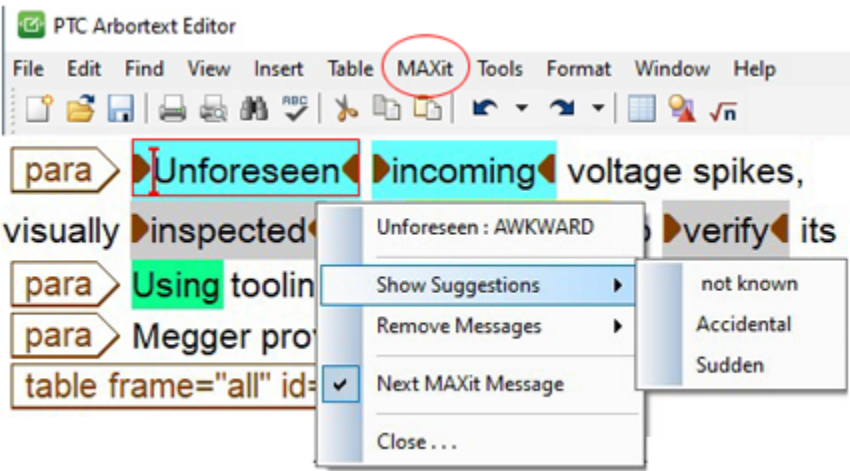 PTC Arbortext Editor
File Edit Find View Insert Table MAXit Tools Format Window Help
ABC
√n
para Unforeseen incoming voltage spikes,
visually inspected verify its
para Using toolin
para Megger pro
table frame="all" id=
Unforeseen : AWKWARD
Show Suggestions
Remove Messages
Next MAXit Message
Close . . .
not known
Accidental
Sudden